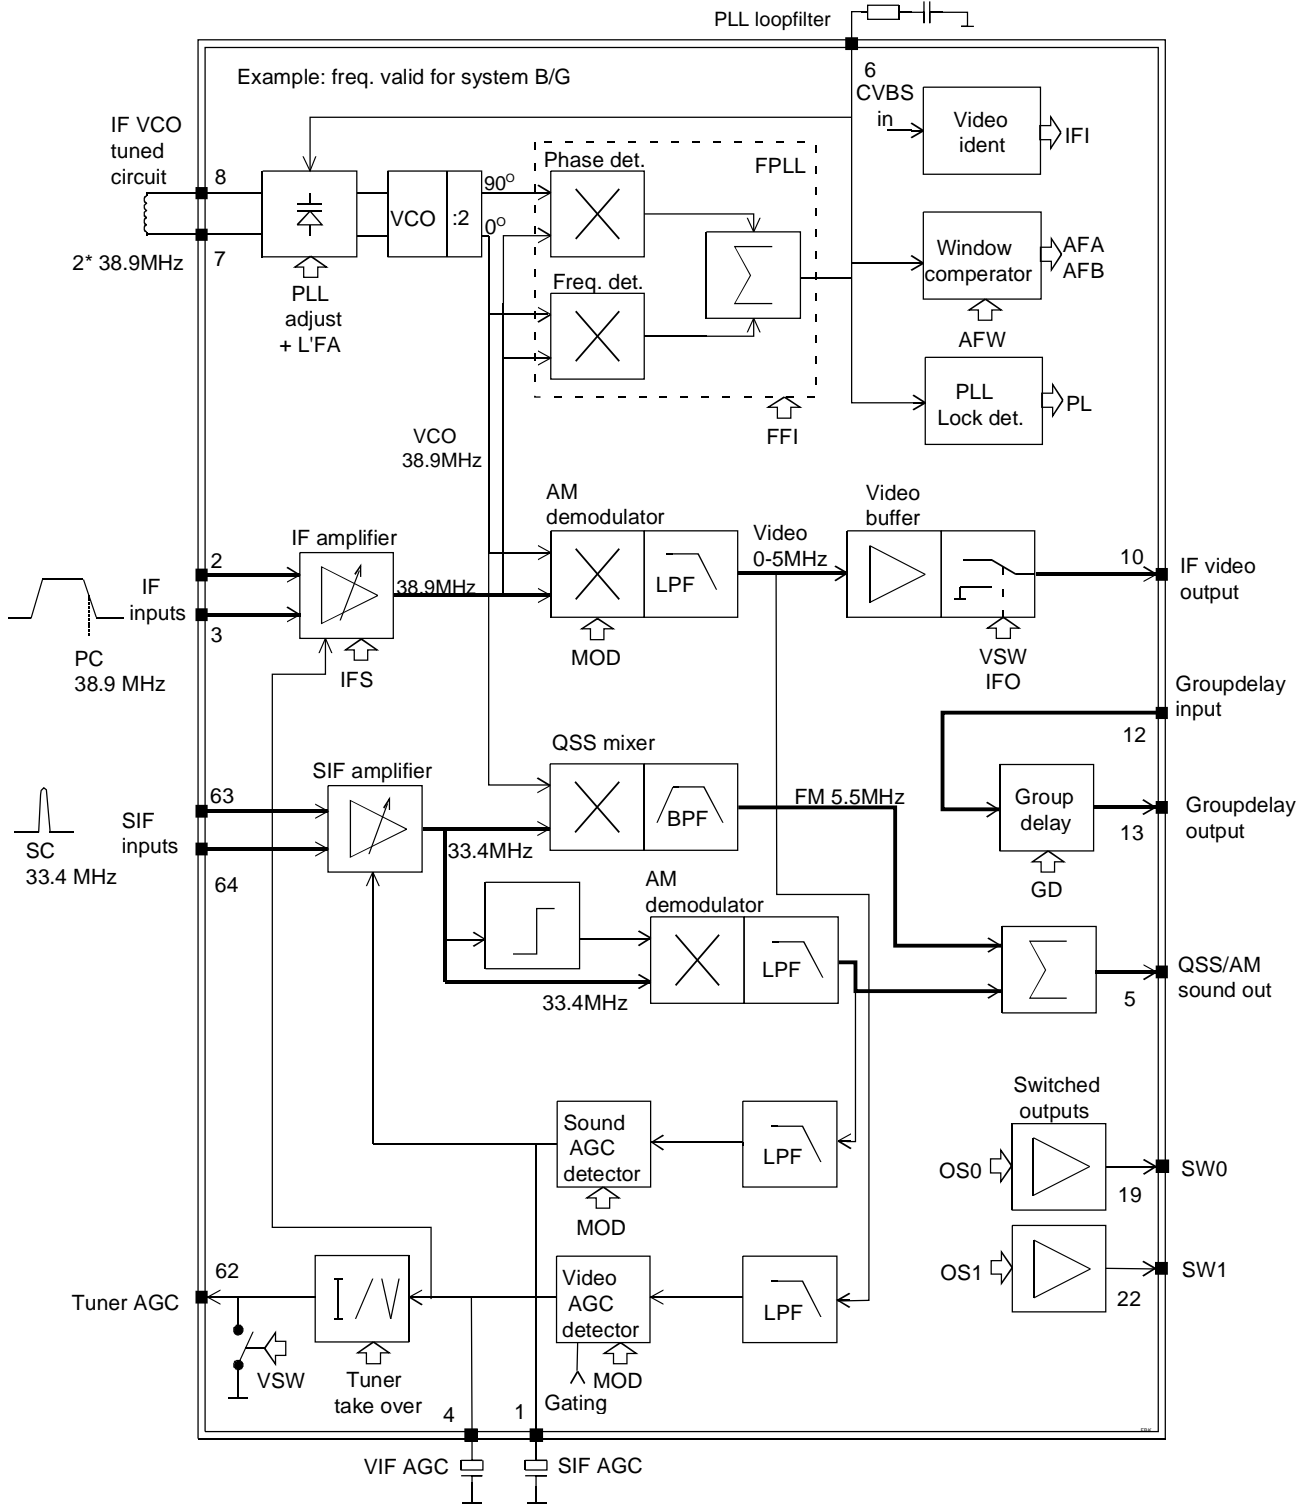 PLL loopfilter
Example: freq. valid for system B/G
6
CVBS
in
Video
ident
IFI
IF VCO
tuned
circuit
8
7
2* 38.9MHz
PLL
adjust
+ L'FA
VCO
:2
90O
0O
Phase det.
FPLL
Freq. det.
FFI
Window
comperator
AFA
AFB
AFW
PLL
Lock det.
PL
VCO
38.9MHz
IF amplifier
2
3
IF
inputs
PC
38.9 MHz
38.9MHz
IFS
AM
demodulator
LPF
MOD
Video
0-5MHz
Video
buffer
VSW
IFO
10
IF video
output
Groupdelay
input
12
Group
delay
GD
13
Groupdelay
output
QSS mixer
BPF
FM 5.5MHz
SIF amplifier
63
64
SIF
inputs
SC
33.4 MHz
33.4MHz
AM
demodulator
LPF
33.4MHz
QSS/AM
sound out
5
Sound
AGC
detector
MOD
LPF
Switched
outputs
OS0
19
SW0
OS1
22
SW1
62
Tuner AGC
VSW
I / V
Tuner
take over
Video
AGC
detector
MOD
Gating
LPF
4
1
VIF AGC
SIF AGC